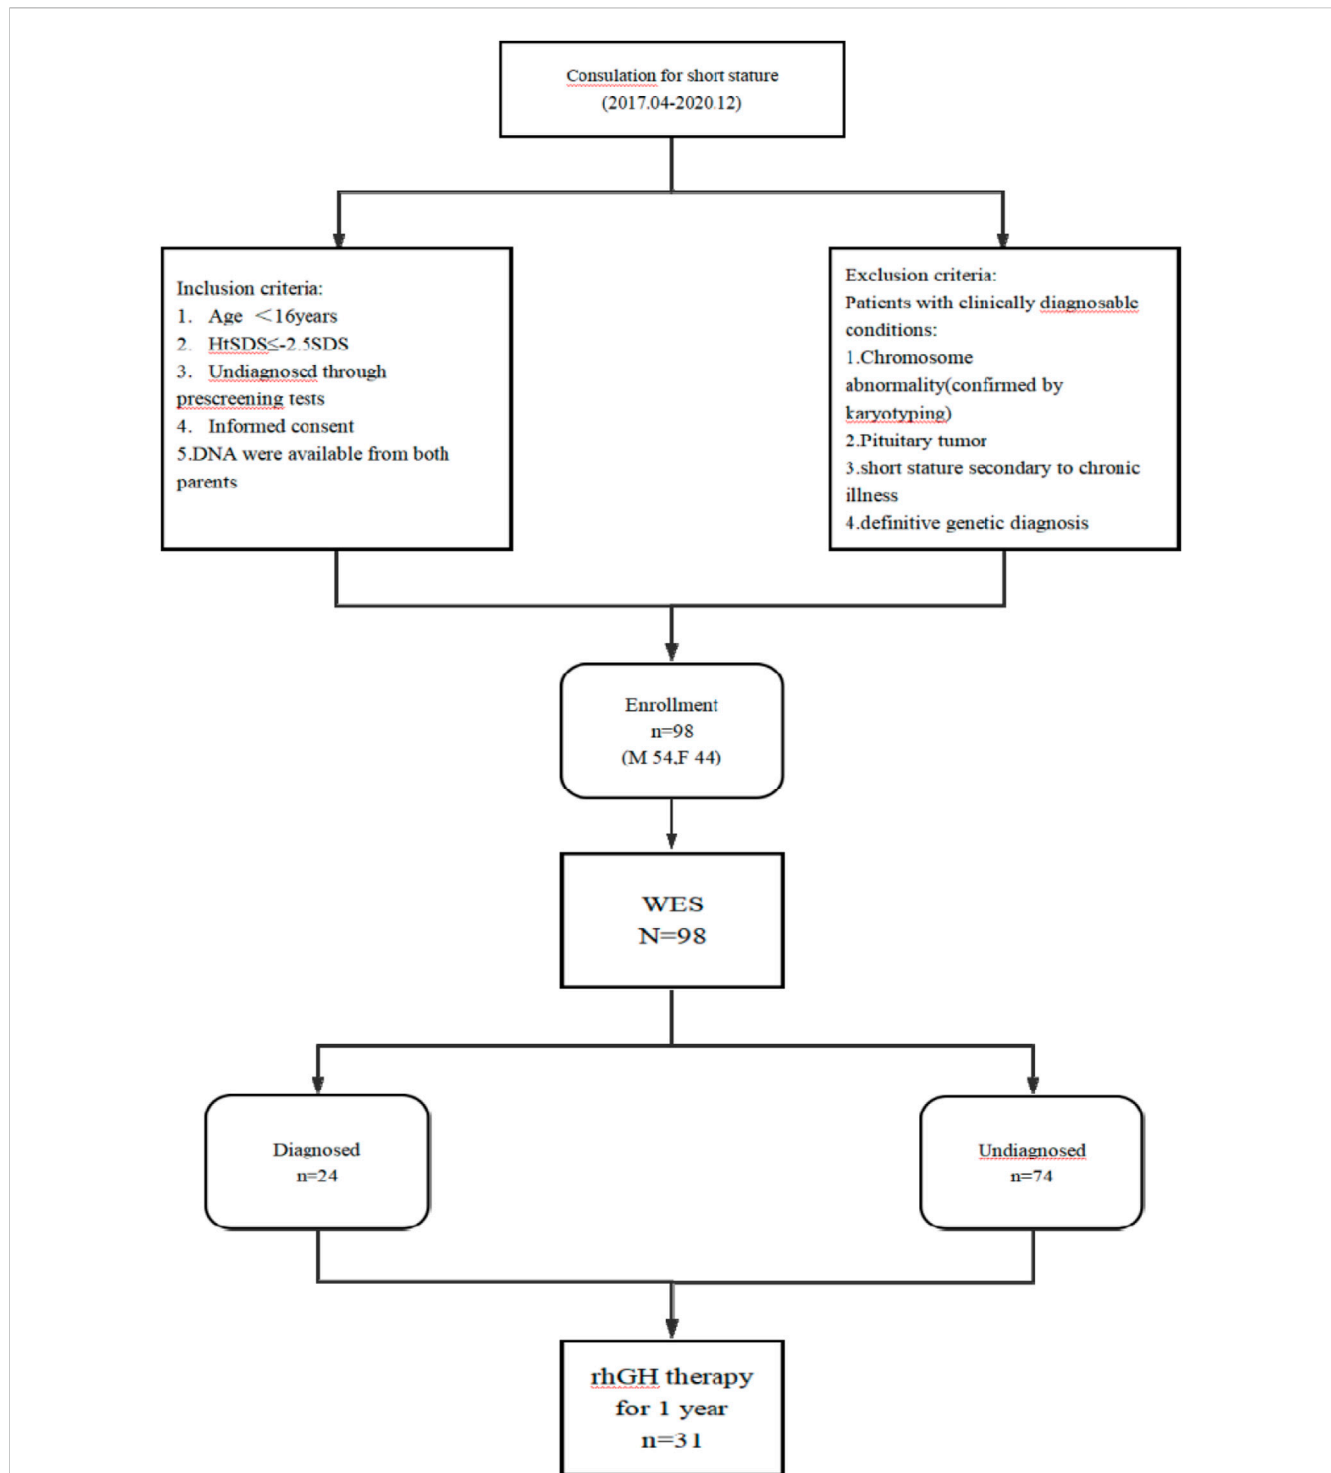 Consulation for short stature
(2017.04-2020.12)
Inclusion criteria:
1. Age <16years
2. HtSDS≤-2.5SDS
3. Undiagnosed through
prescreening tests
4. Informed consent
5.DNA were available from both
parents
Exclusion criteria:
Patients with clinically diagnosable
conditions:
1.Chromosome
abnormality(confirmed by
karyotyping)
2.Pituitary tumor
3.short stature secondary to chronic
illness
4.definitive genetic diagnosis
Enrollment
n=98
(M 54,F 44)
WES
N=98
Diagnosed
n=24
Undiagnosed
n=74
rhGH therapy
for 1 year
n=31